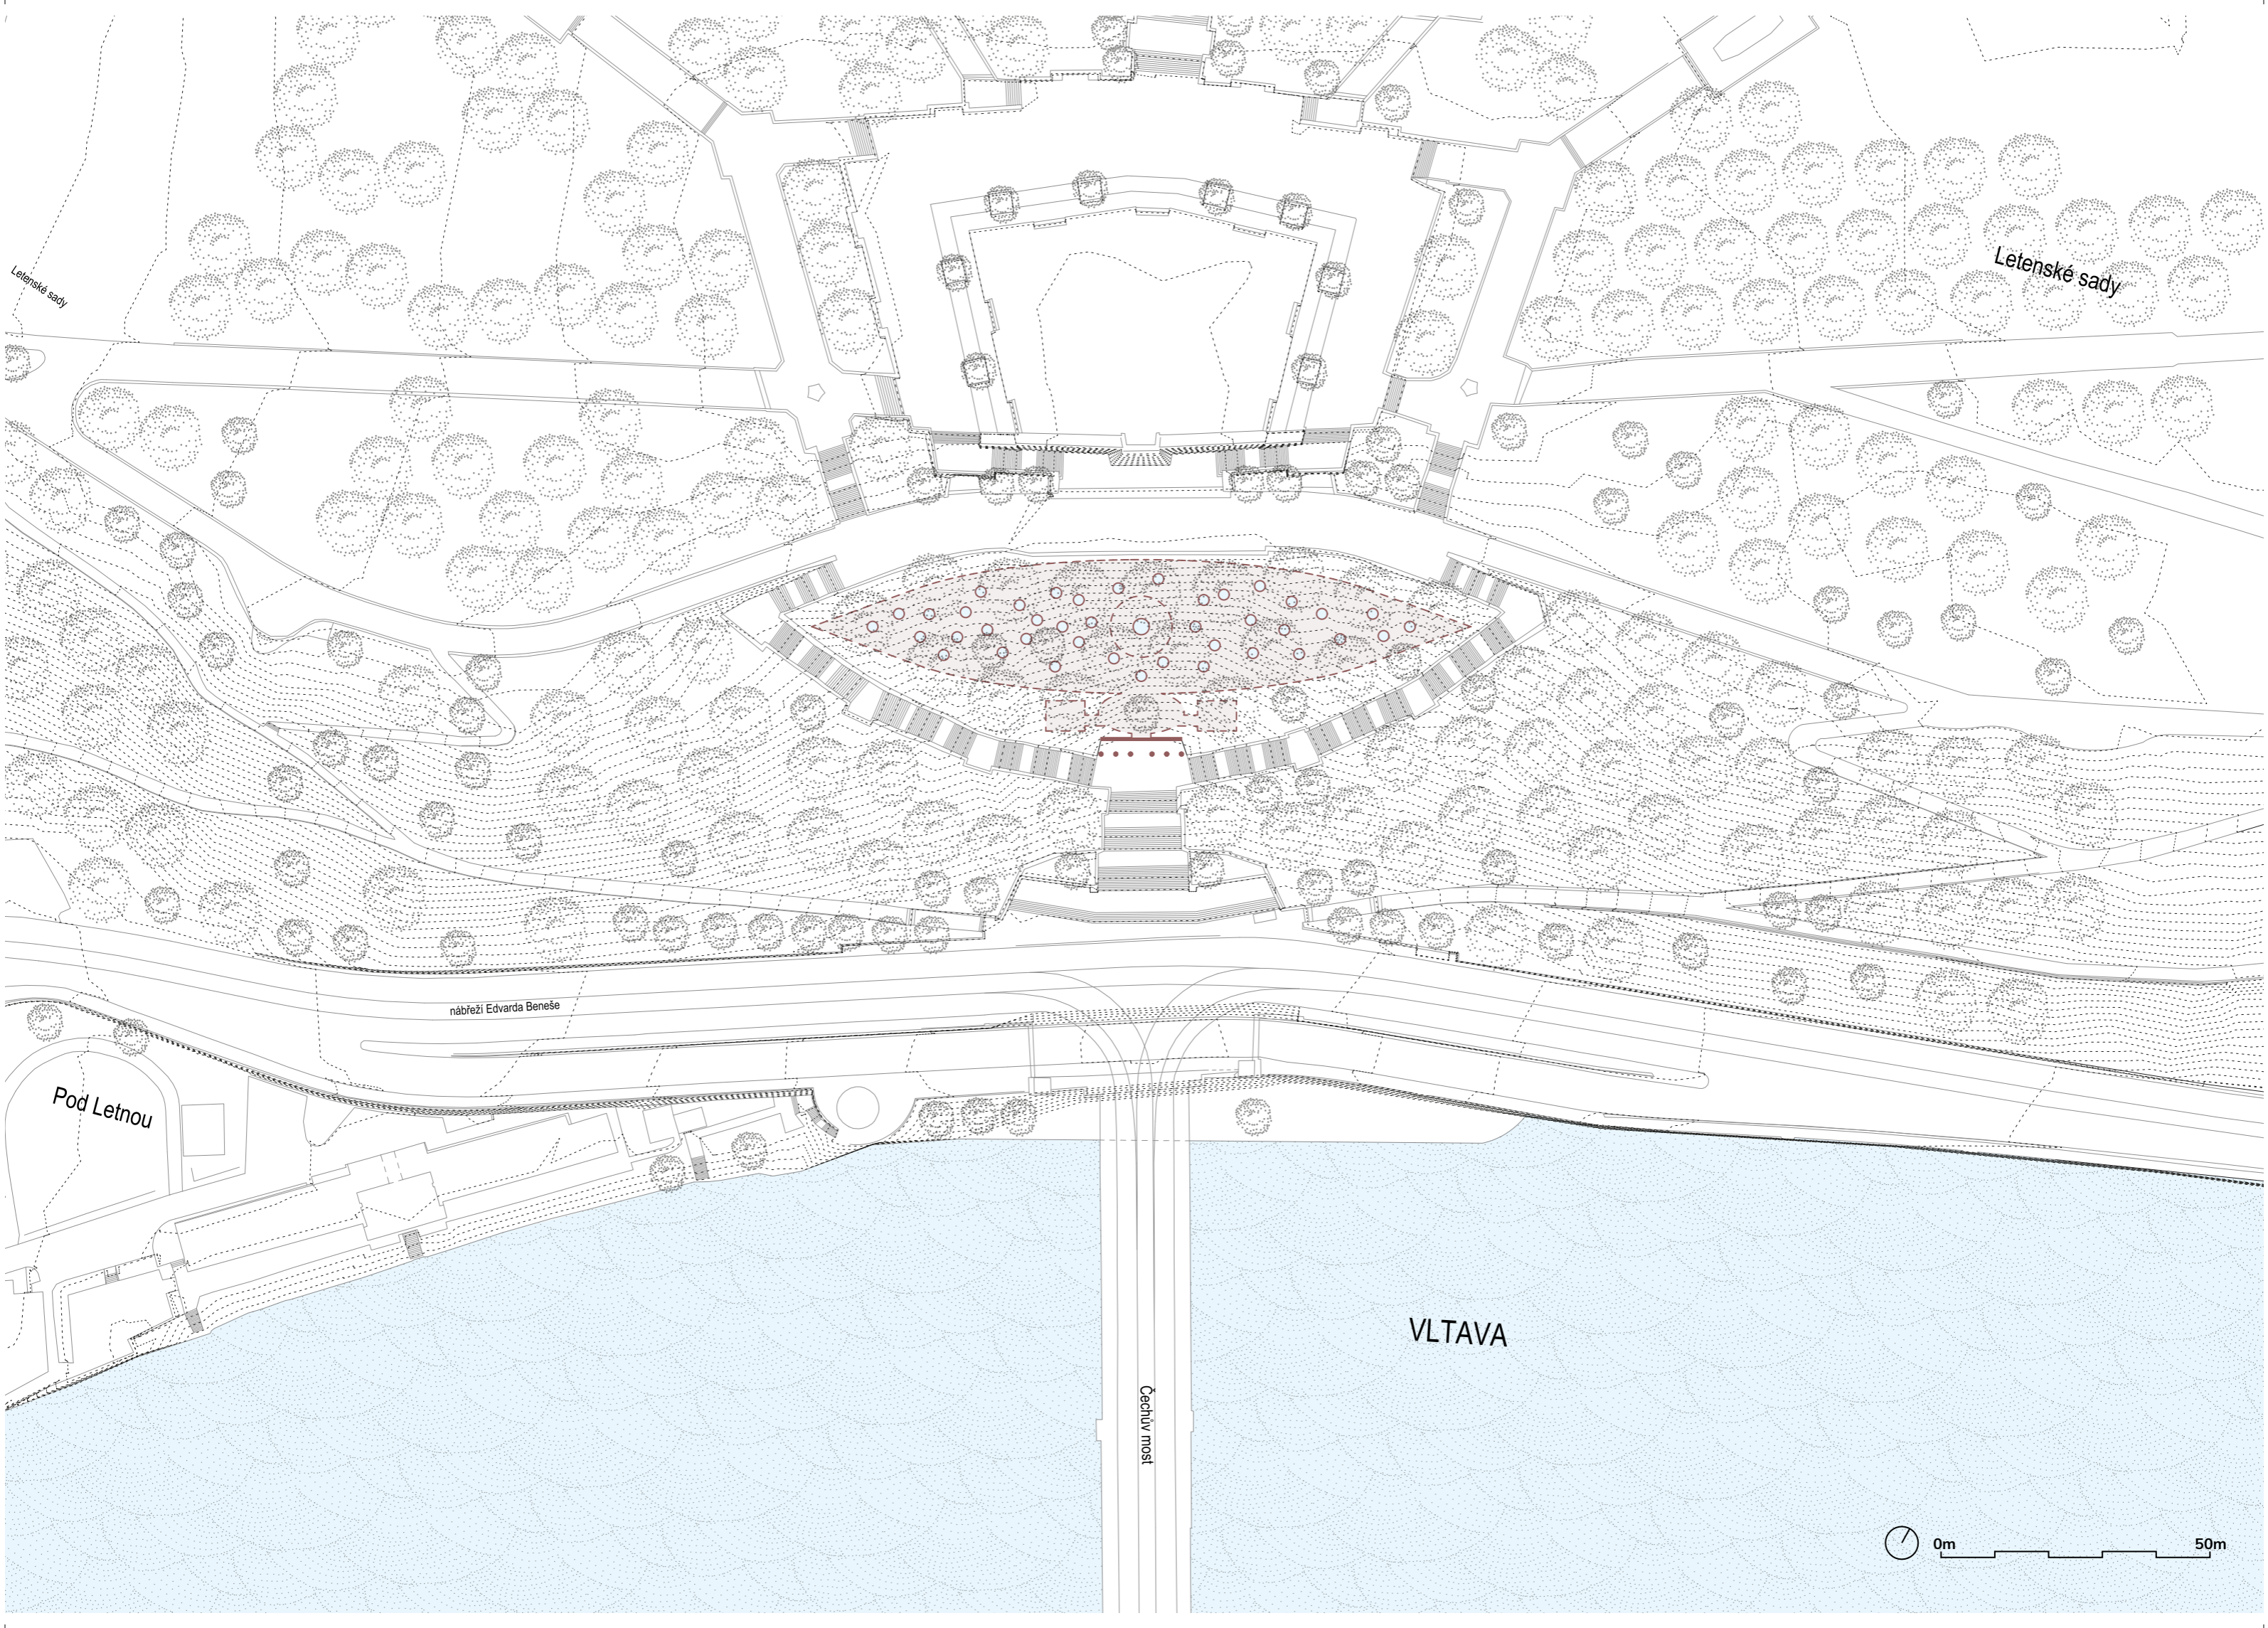 Letenské sady
Letenské sady
nábřeží Edvarda Beneše
Pod Letnou
VLTAVA
Čechův most
0m
50m